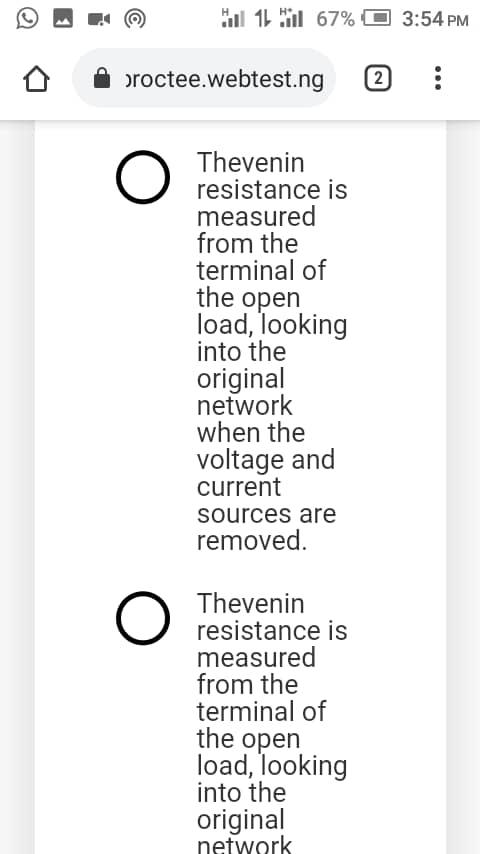 H 67% 3:54 PM
proctee.webtest.ng 2
Thevenin
resistance is
measured
from the
terminal of
the open
load, looking
into the
original
network
when the
voltage and
current
sources are
removed.
Thevenin
resistance is
measured
from the
terminal of
the open
load, looking
into the
original
network